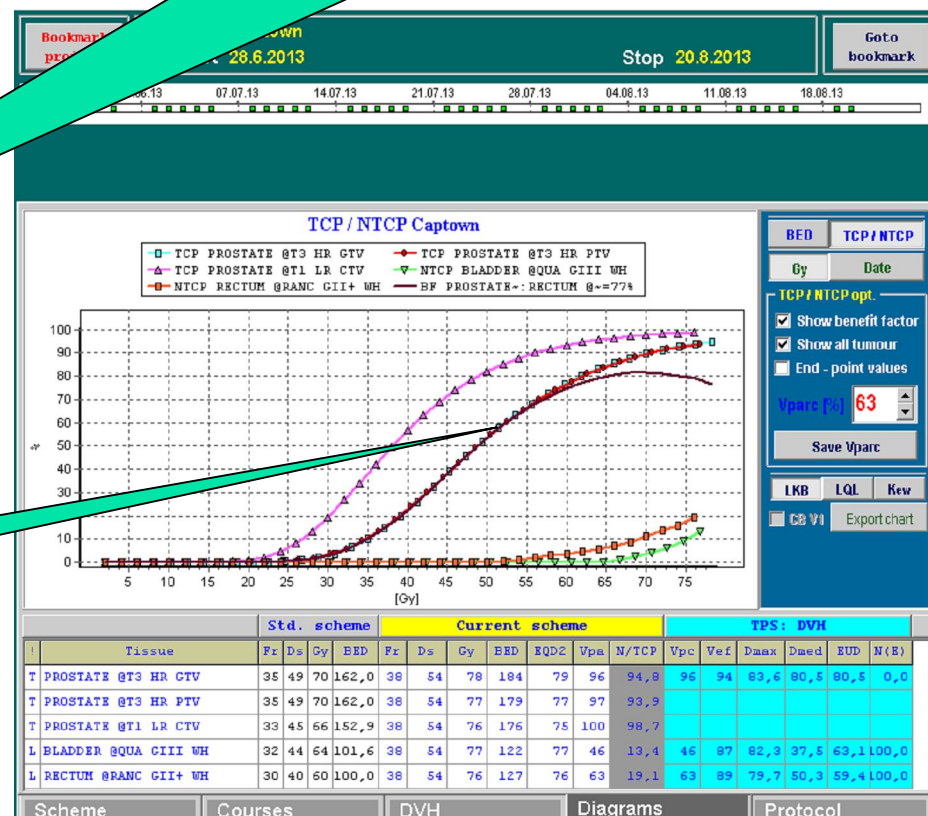 Bookmar
28.6.2013
Stop 20.8.2013
Goto
bookmark
07.07.13 14.07.13 21.07.13 28.07.13 04.08.13 11.08.13 18.08.13
TCP / NTCP Captown
TCP PROSTATE @T3 HR GTV TCP PROSTATE @T3 HR PTV
TCP PROSTATE @T1 LR CTV NTCP BLADDER @QUA GIII WH
NTCP RECTUM @RANC GII+ WH BF PROSTATE~:RECTUM @~=77%
100
90
80
70
60
50
40
30
10
0
%
5 10 15 20 25 30 35 40 45 50 55 60 65 70 75
[Gy]
BED TCP/NTCP
Gy Date
TCP/NTCP opt.
Show benefit factor
Show all tumour
End - point values
Vparc [%] 63
Save Vparc
LKB LQL Kew
CB V1 Export chart
Std. scheme Current scheme TPS: DVH
! Tissue Fr Ds Gy BED Fr Ds Gy BED EQD2 Vpa N/TCP Vpc Vef Dmax Dmed EUD N(E)
T PROSTATE @T3 HR GTV 35 49 70 162,0 38 54 78 184 79 96 94,8 96 94 83,6 80,5 80,5 0,0
T PROSTATE @T3 HR PTV 35 49 70 162,0 38 54 77 179 77 97 93,9
T PROSTATE @T1 LR CTV 33 45 66 152,9 38 54 76 176 75 100 98,7
L BLADDER @QUA GIII WH 32 44 64 101,6 38 54 77 122 77 46 13,4 46 87 82,3 37,5 63,1 100,0
L RECTUM @RANC GII+ WH 30 40 60 100,0 38 54 76 127 76 63 19,1 63 89 79,7 50,3 59,4 100,0
Scheme Courses DVH Diagrams Protocol